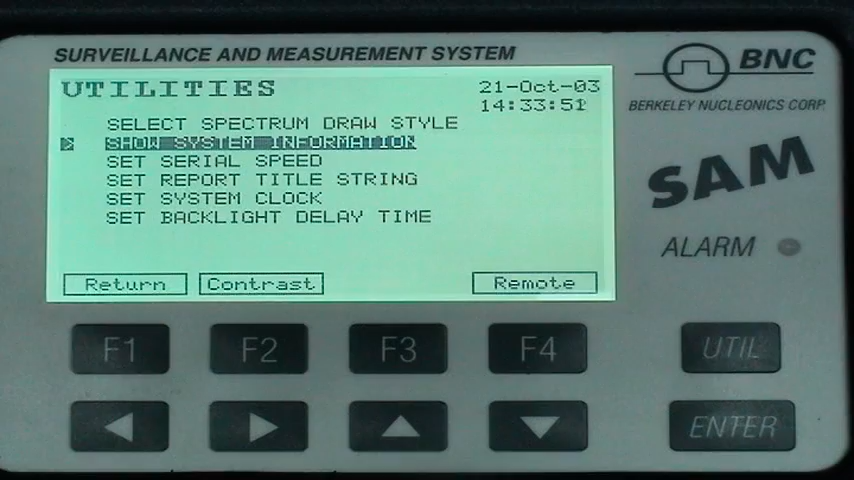 SURVEILLANCE AND MEASUREMENT SYSTEM
BNC
BERKELEY NUCLEONICS CORP.
UTILITIES
21-Oct-03
14:33:51
SELECT SPECTRUM DRAW STYLE
SHOW SYSTEM INFORMATION
SET SERIAL SPEED
SET REPORT TITLE STRING
SET SYSTEM CLOCK
SET BACKLIGHT DELAY TIME
SAM
ALARM
Return Contrast Remote
F1 F2 F3 F4 UTIL
ENTER